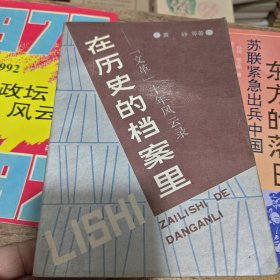 在历史的档案里
「文革」十年风云录
等著
LISHI
ZAILISHI DE
DANGANLI
1992
政坛
风云
苏联紧急出兵中国
东方的落日